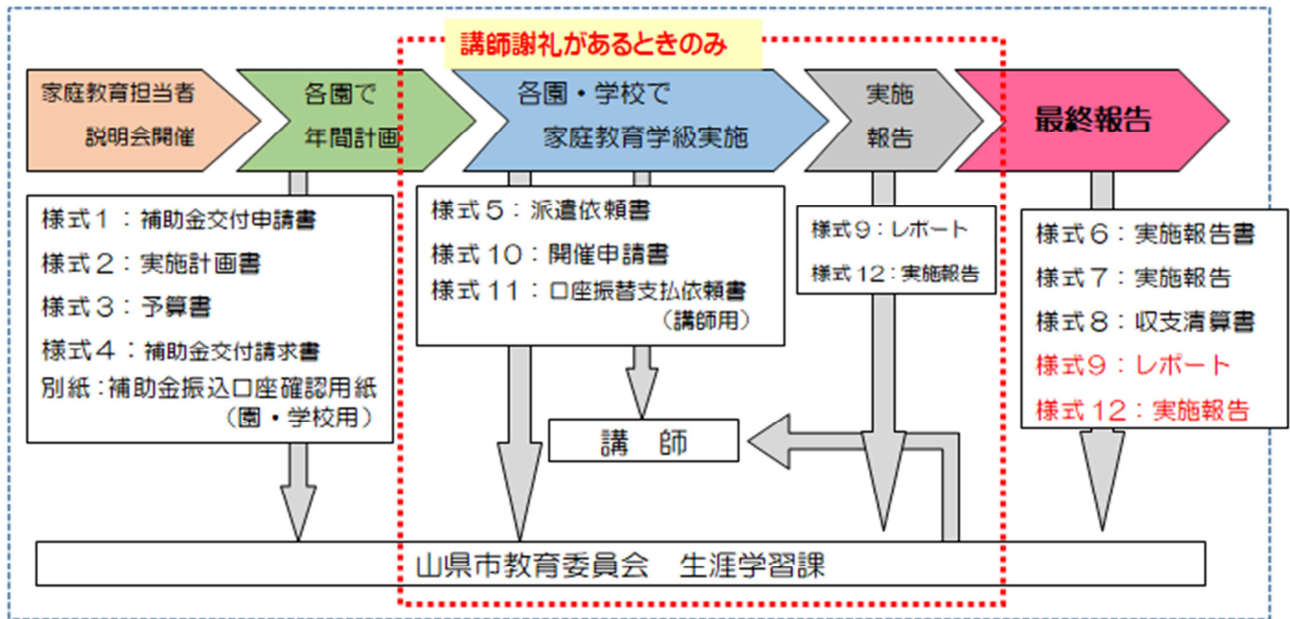 講師謝礼があるときのみ
家庭教育担当者
説明会開催
各園で
年間計画
各園・学校で
家庭教育学級実施
実施
報告
最終報告
様式1：補助金交付申請書
様式2：実施計画書
様式3：予算書
様式4：補助金交付請求書
別紙：補助金振込口座確認用紙
（園・学校用）
様式5：派遣依頼書
様式10：開催申請書
様式11：口座振替支払依頼書
（講師用）
様式9：レポート
様式12：実施報告
様式6：実施報告書
様式7：実施報告
様式8：収支清算書
様式9：レポート
様式12：実施報告
講　師
山県市教育委員会　生涯学習課